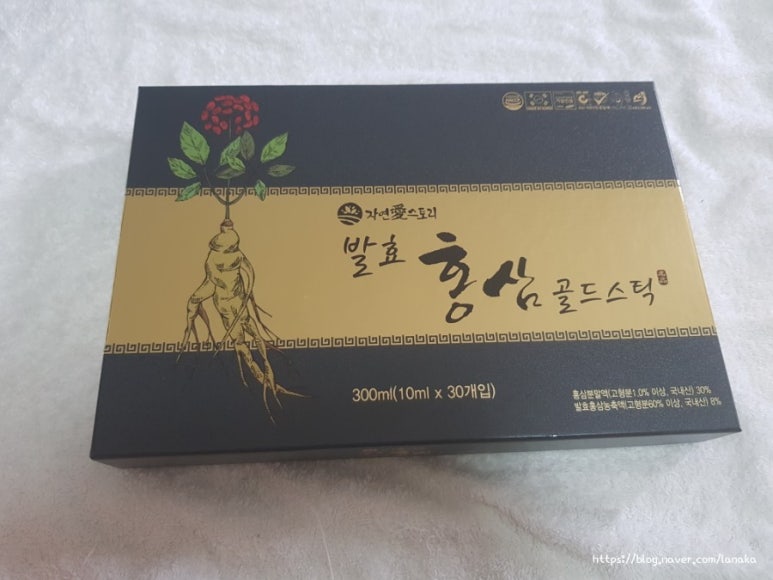 자연愛스토리
발효 홍삼 골드스틱
300ml(10ml x 30개입)
홍삼분말액(고형분1.0% 이상, 국내산) 30%
발효홍삼농축액(고형분60% 이상, 국내산) 8%
https://blog.naver.com/lanaka